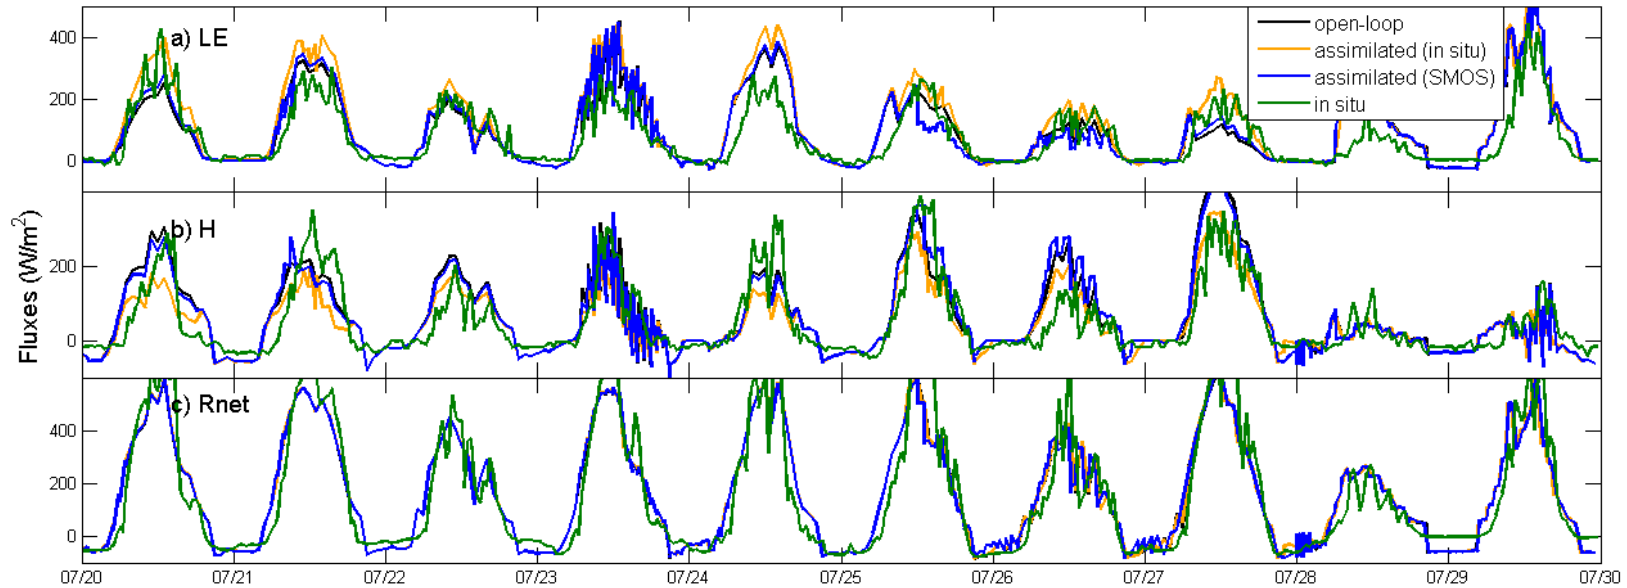 a) LE
open-loop
assimilated (in situ)
assimilated (SMOS)
in situ
400
200
0
b) H
200
0
Fluxes (W/m²)
c) Rnet
400
200
0
07/20 07/21 07/22 07/23 07/24 07/25 07/26 07/27 07/28 07/29 07/30